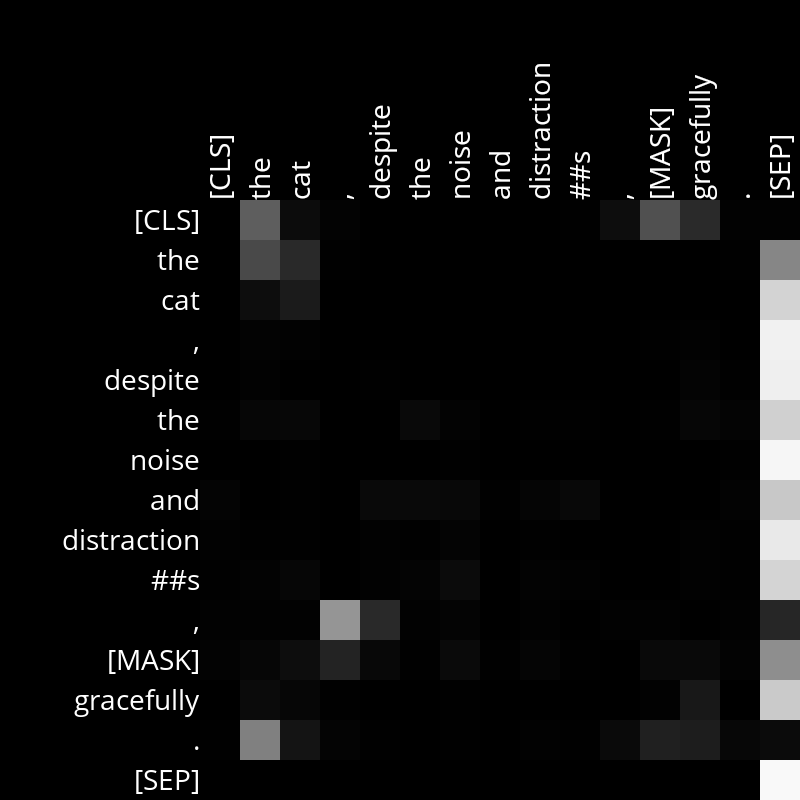 [CLS] the cat , despite the noise and distraction ##s , [MASK] gracefully . [SEP]
[CLS]
the
cat
,
despite
the
noise
and
distraction
##s
,
[MASK]
gracefully
.
[SEP]